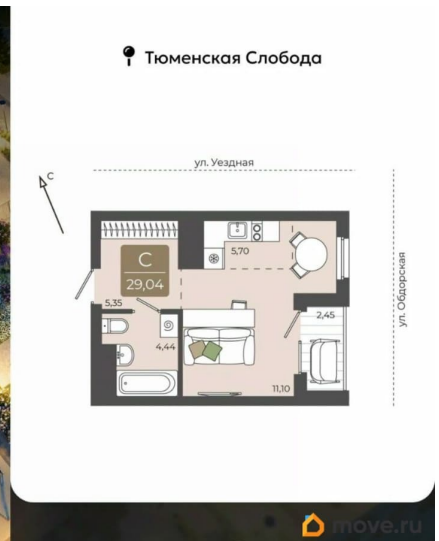 Тюменская Слобода
ул. Уездная
С
С
29,04
5,70
5,35
2,45
ул. Обдорская
4,44
11,10
move.ru